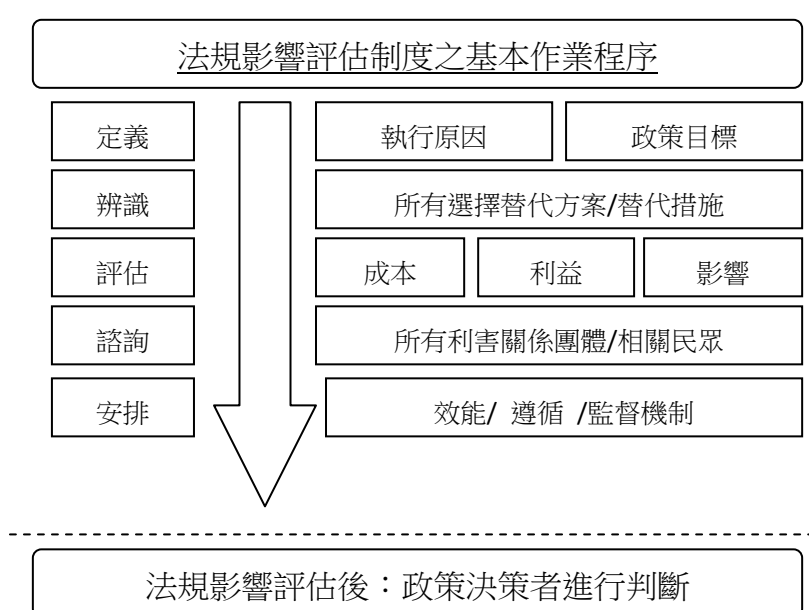 法規影響評估制度之基本作業程序
定義 執行原因 政策目標
辨識 所有選擇替代方案/替代措施
評估 成本 利益 影響
諮詢 所有利害關係團體/相關民眾
安排 效能/ 遵循 /監督機制
法規影響評估後：政策決策者進行判斷